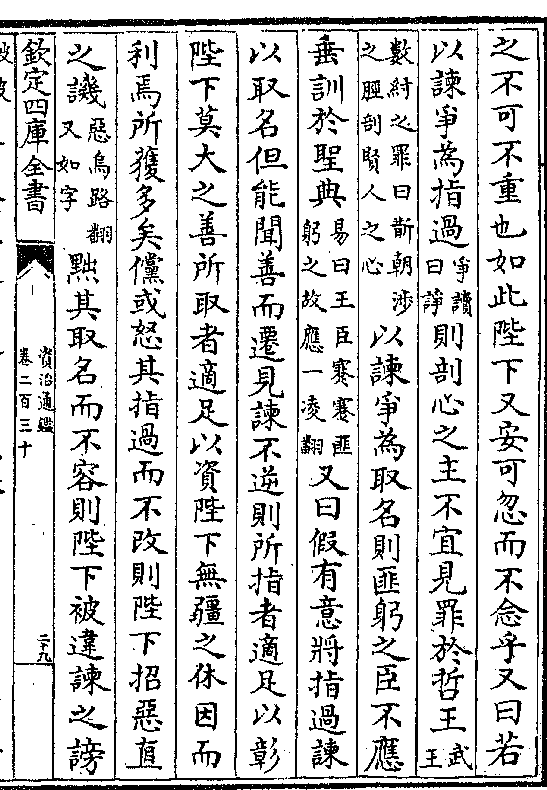 之不可不重也如此陛下又安可忽而不念乎又曰若
以諫爭為指過爭讀曰諍則剖心之主不宜見罪於哲王武王
數紂之罪曰斮朝涉之脛剖賢人之心以諫爭為取名則匪躬之臣不應
垂訓於聖典易曰王臣蹇蹇匪躬之故應一凌翻又曰假有意將指過諫
以取名但能聞善而遷見諫不逆則所指者適足以彰
陛下莫大之善所取者適足以資陛下無疆之休因而
利焉所獲多矣儻或怒其指過而不改則陛下招惡直
之譏惡烏路翻又如字黜其取名而不容則陛下被違諫之謗
欽定四庫全書
資治通鑑
卷二百三十
二十九